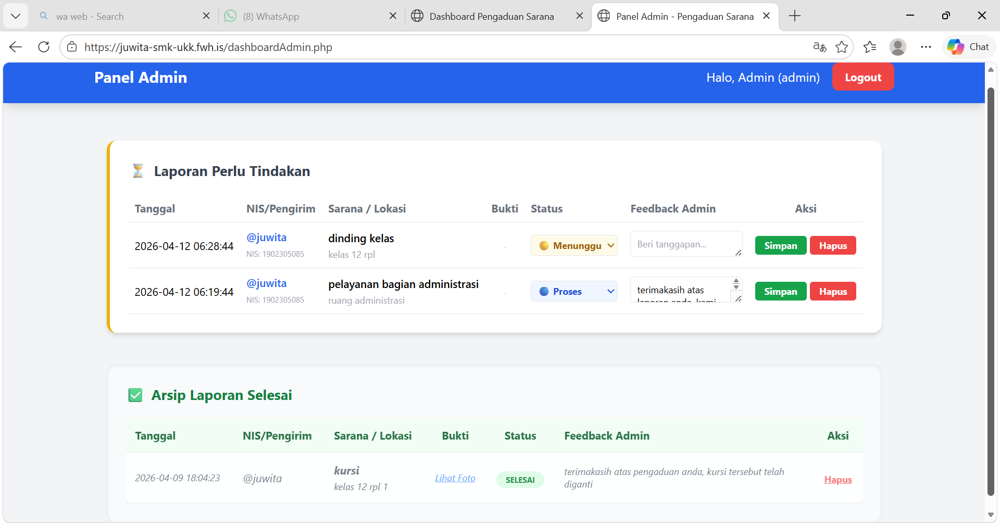 wa web - Search
(8) WhatsApp
Dashboard Pengaduan Sarana
Panel Admin - Pengaduan Sarana
https://juwita-smk-ukk.fwh.is/dashboardAdmin.php
Chat
Panel Admin
Halo, Admin (admin)
Logout
Laporan Perlu Tindakan
Tanggal NIS/Pengirim Sarana / Lokasi Bukti Status Feedback Admin Aksi
2026-04-12 06:28:44
@juwita
NIS: 1902305085
dinding kelas
kelas 12 rpl
-
Menunggu
Beri tanggapan...
Simpan
Hapus
2026-04-12 06:19:44
@juwita
NIS: 1902305085
pelayanan bagian administrasi
ruang administrasi
-
Proses
terimakasih atas
laporan anda, kami
Simpan
Hapus
Arsip Laporan Selesai
Tanggal NIS/Pengirim Sarana / Lokasi Bukti Status Feedback Admin Aksi
2026-04-09 18:04:23
@juwita
kursi
kelas 12 rpl 1
Lihat Foto
SELESAI
terimakasih atas pengaduan anda, kursi tersebut telah
diganti
Hapus